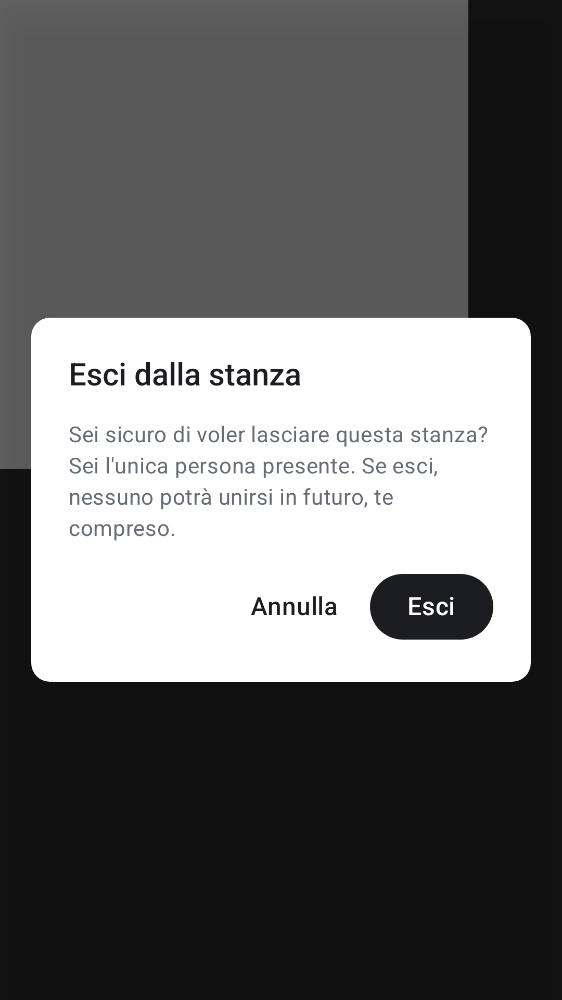 Esci dalla stanza
Sei sicuro di voler lasciare questa stanza?
Sei l'unica persona presente. Se esci,
nessuno potrà unirsi in futuro, te
compreso.
Annulla
Esci